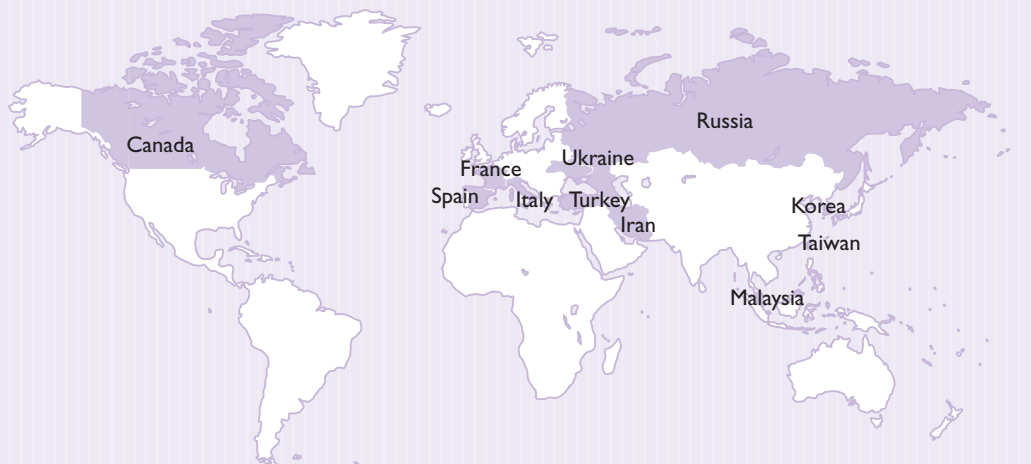 Russia
Canada
Ukraine
France
Spain
Italy
Turkey
Korea
Iran
Taiwan
Malaysia